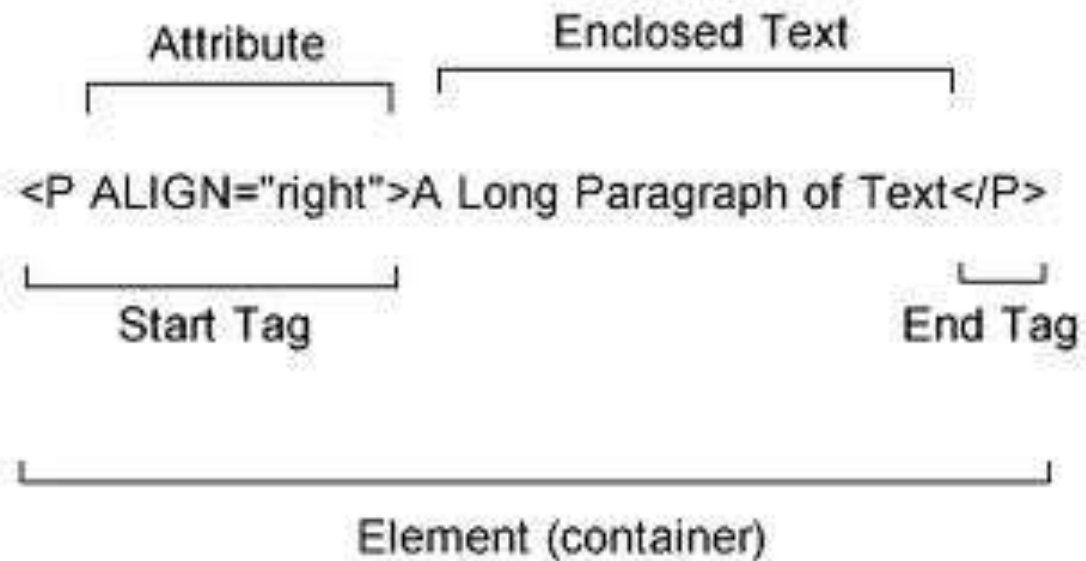 Attribute
Enclosed Text
<P ALIGN="right">A Long Paragraph of Text</P>
Start Tag
End Tag
Element (container)